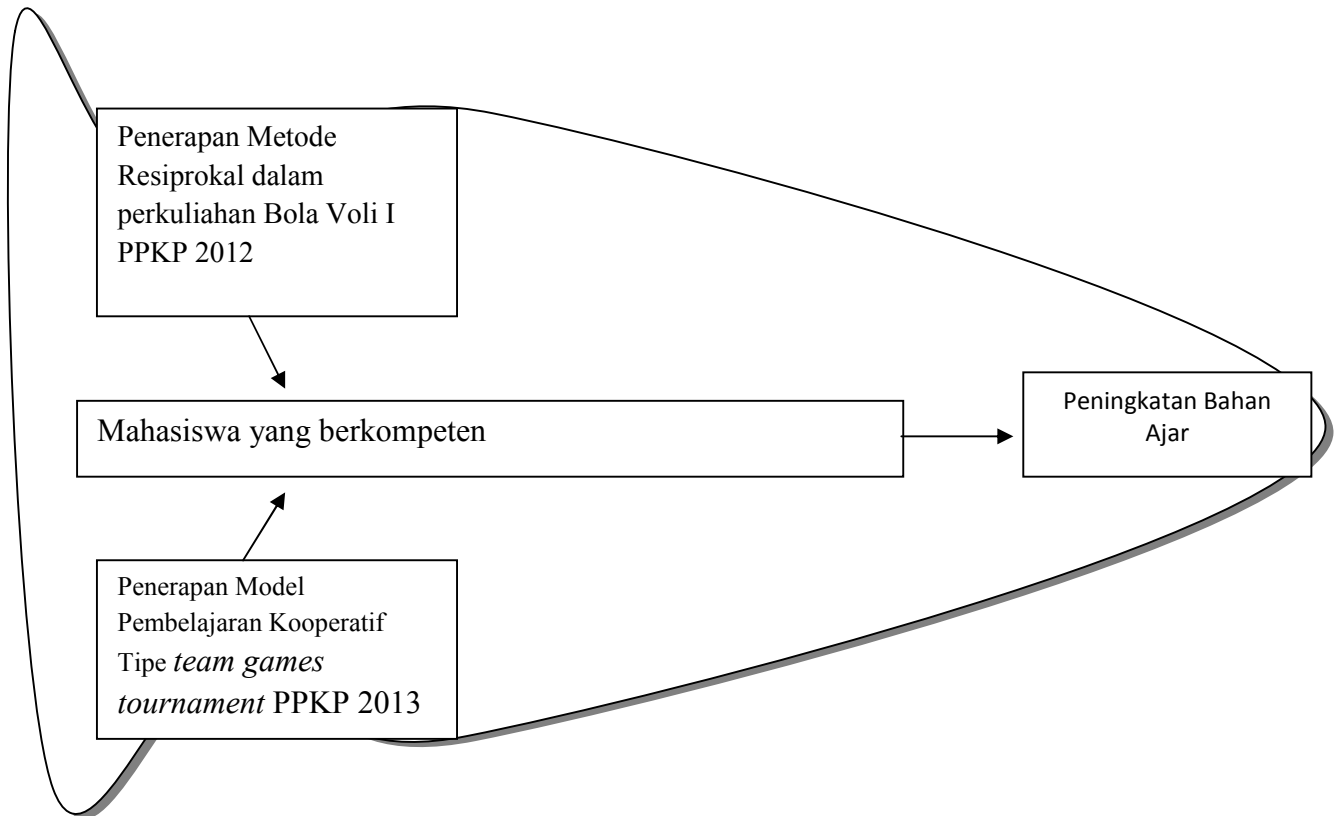 Penerapan Metode
Resiprokal dalam
perkuliahan Bola Voli I
PPKP 2012
Mahasiswa yang berkompeten
Peningkatan Bahan
Ajar
Penerapan Model
Pembelajaran Kooperatif
Tipe team games
tournament PPKP 2013